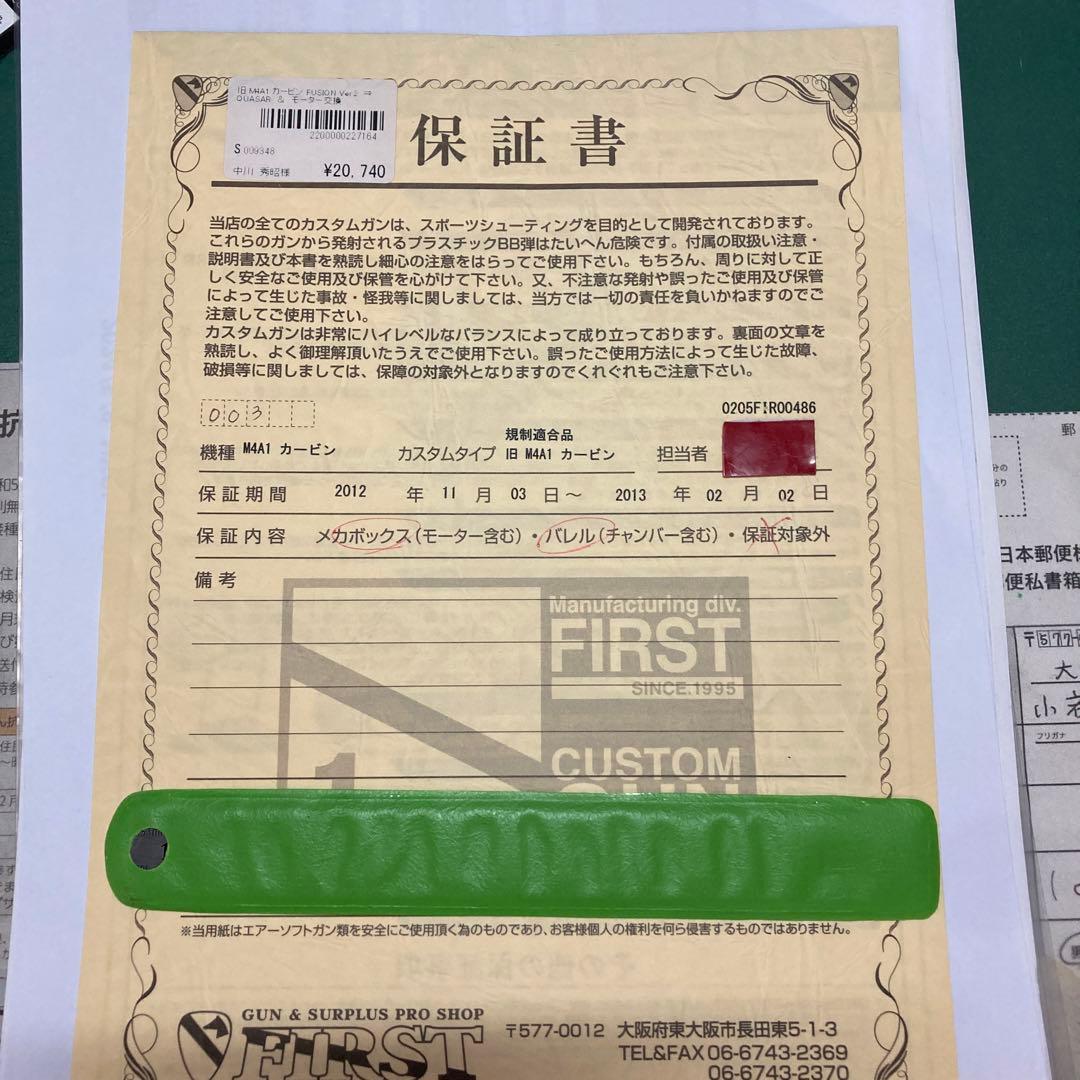 旧 M4A1 カービン FUSION Ver2 ⇒
QUASAR & モーター交換
2200000227164
S 009348
中川 秀昭様 ¥20,740
保証書
当店の全てのカスタムガンは、スポーツシューティングを目的として開発されております。
これらのガンから発射されるプラスチックBB弾はたいへん危険です。付属の取扱い注意・
説明書及び本書を熟読し細心の注意をはらってご使用下さい。もちろん、周りに対して正
しく安全なご使用及び保管を心がけて下さい。又、不注意な発射や誤ったご使用及び保管
によって生じた事故・怪我等に関しましては、当方では一切の責任を負いかねますのでご
注意してご使用下さい。
カスタムガンは非常にハイレベルなバランスによって成り立っております。裏面の文章を
熟読し、よく御理解頂いたうえでご使用下さい。誤ったご使用方法によって生じた故障、
破損等に関しましては、保障の対象外となりますのでくれぐれもご注意下さい。
003
0205FIR00486
規制適合品
機種 M4A1 カービン カスタムタイプ 旧 M4A1 カービン 担当者
保証期間 2012 年 11 月 03 日〜 2013 年 02 月 02 日
保証内容 メカボックス(モーター含む)・バレル(チャンバー含む)・保証対象外
備考
Manufacturing div.
FIRST
SINCE.1995
CUSTOM
※当用紙はエアーソフトガン類を安全にご使用頂く為のものであり、お客様個人の権利を何ら侵害するものではありません。
GUN & SURPLUS PRO SHOP
FIRST
〒577-0012 大阪府東大阪市長田東5-1-3
TEL&FAX 06-6743-2369
06-6743-2370
郵
日本郵便
便私書箱
〒577
大
フリガナ